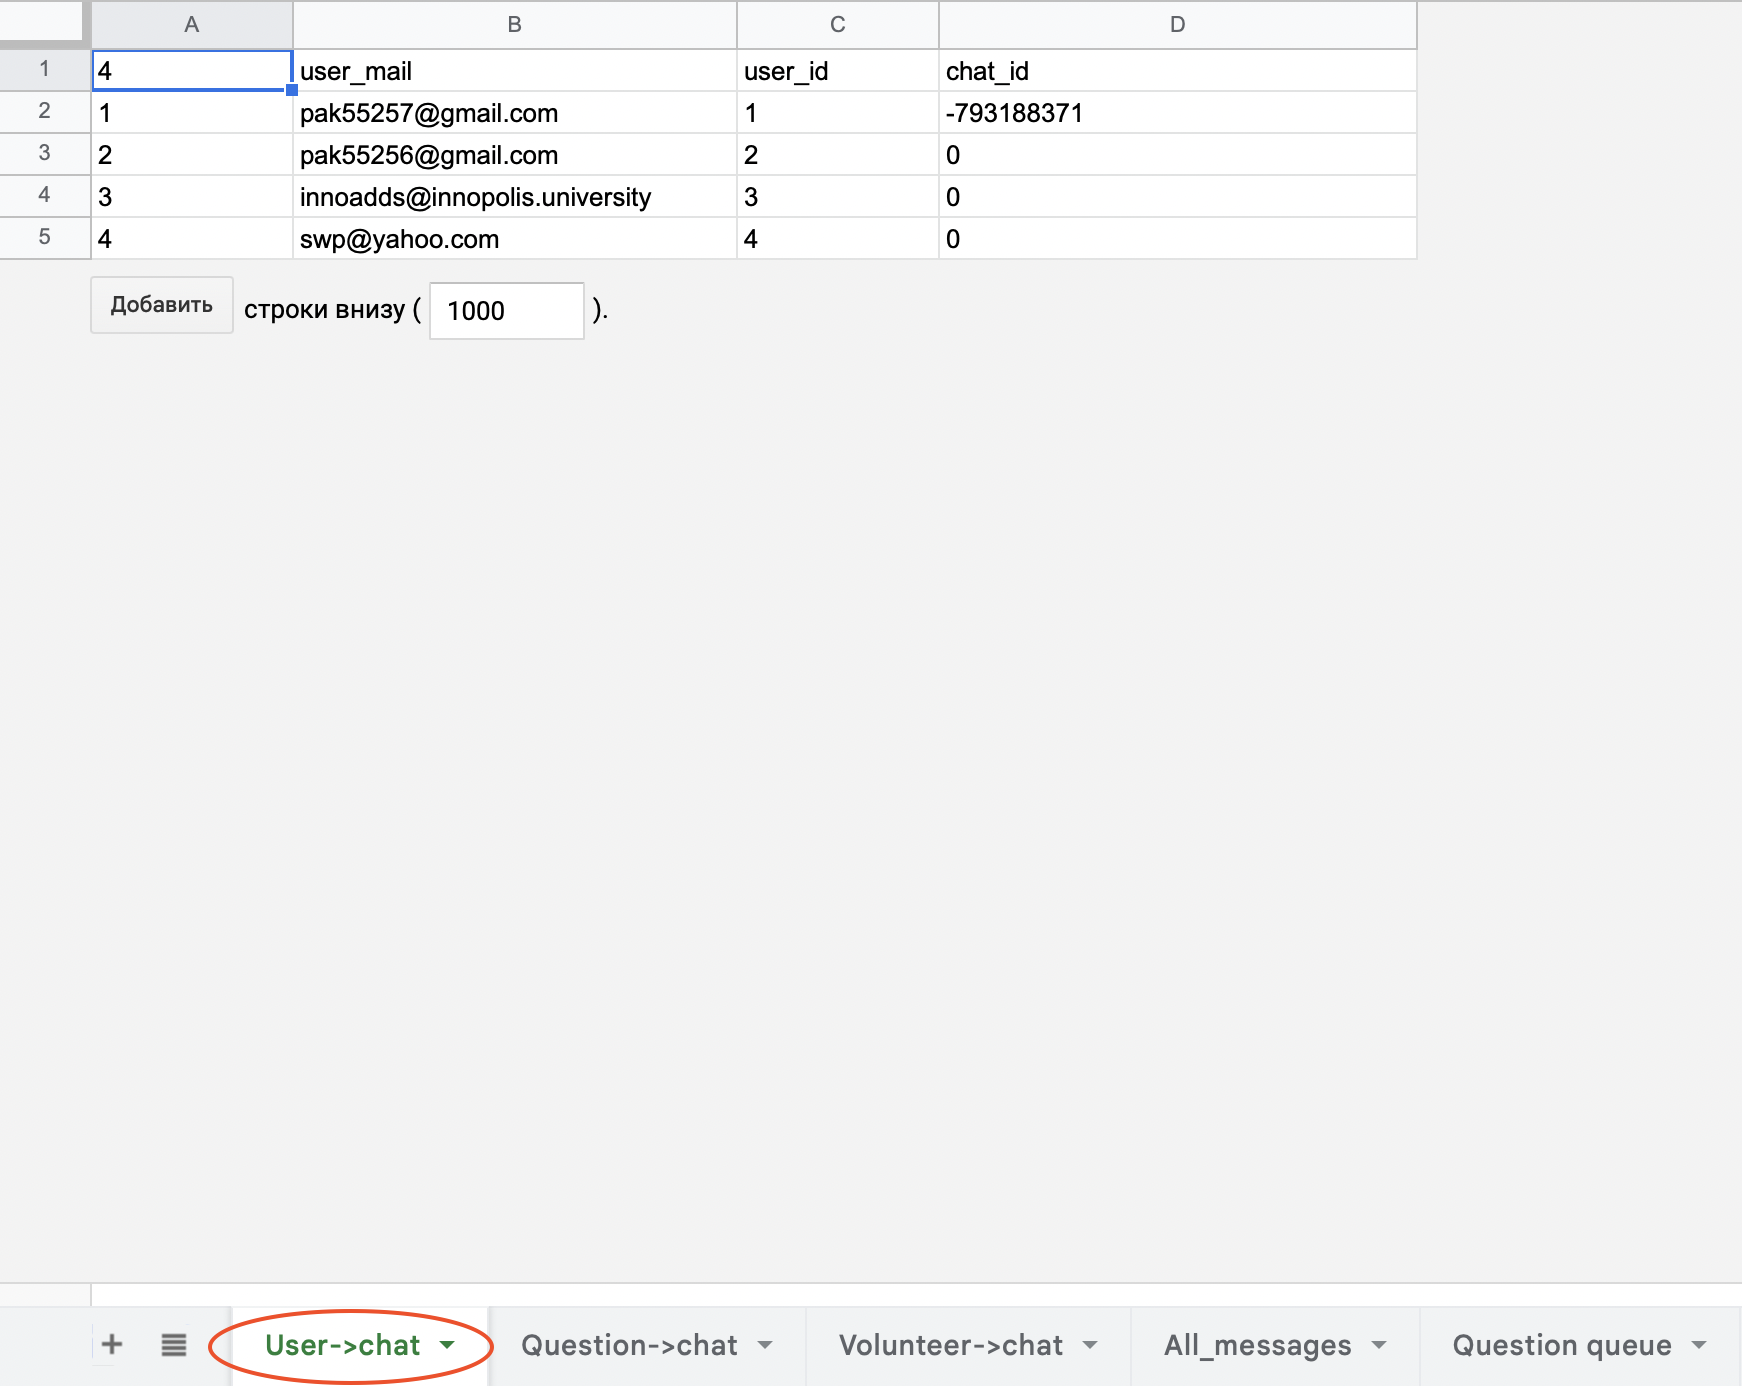 A B C D
1 4 user_mail user_id chat_id
2 1 pak55257@gmail.com 1 -793188371
3 2 pak55256@gmail.com 2 0
4 3 innoadds@innopolis.university 3 0
5 4 swp@yahoo.com 4 0
Добавить строки внизу ( 1000 ).
+ User->chat Question->chat Volunteer->chat All_messages Question queue